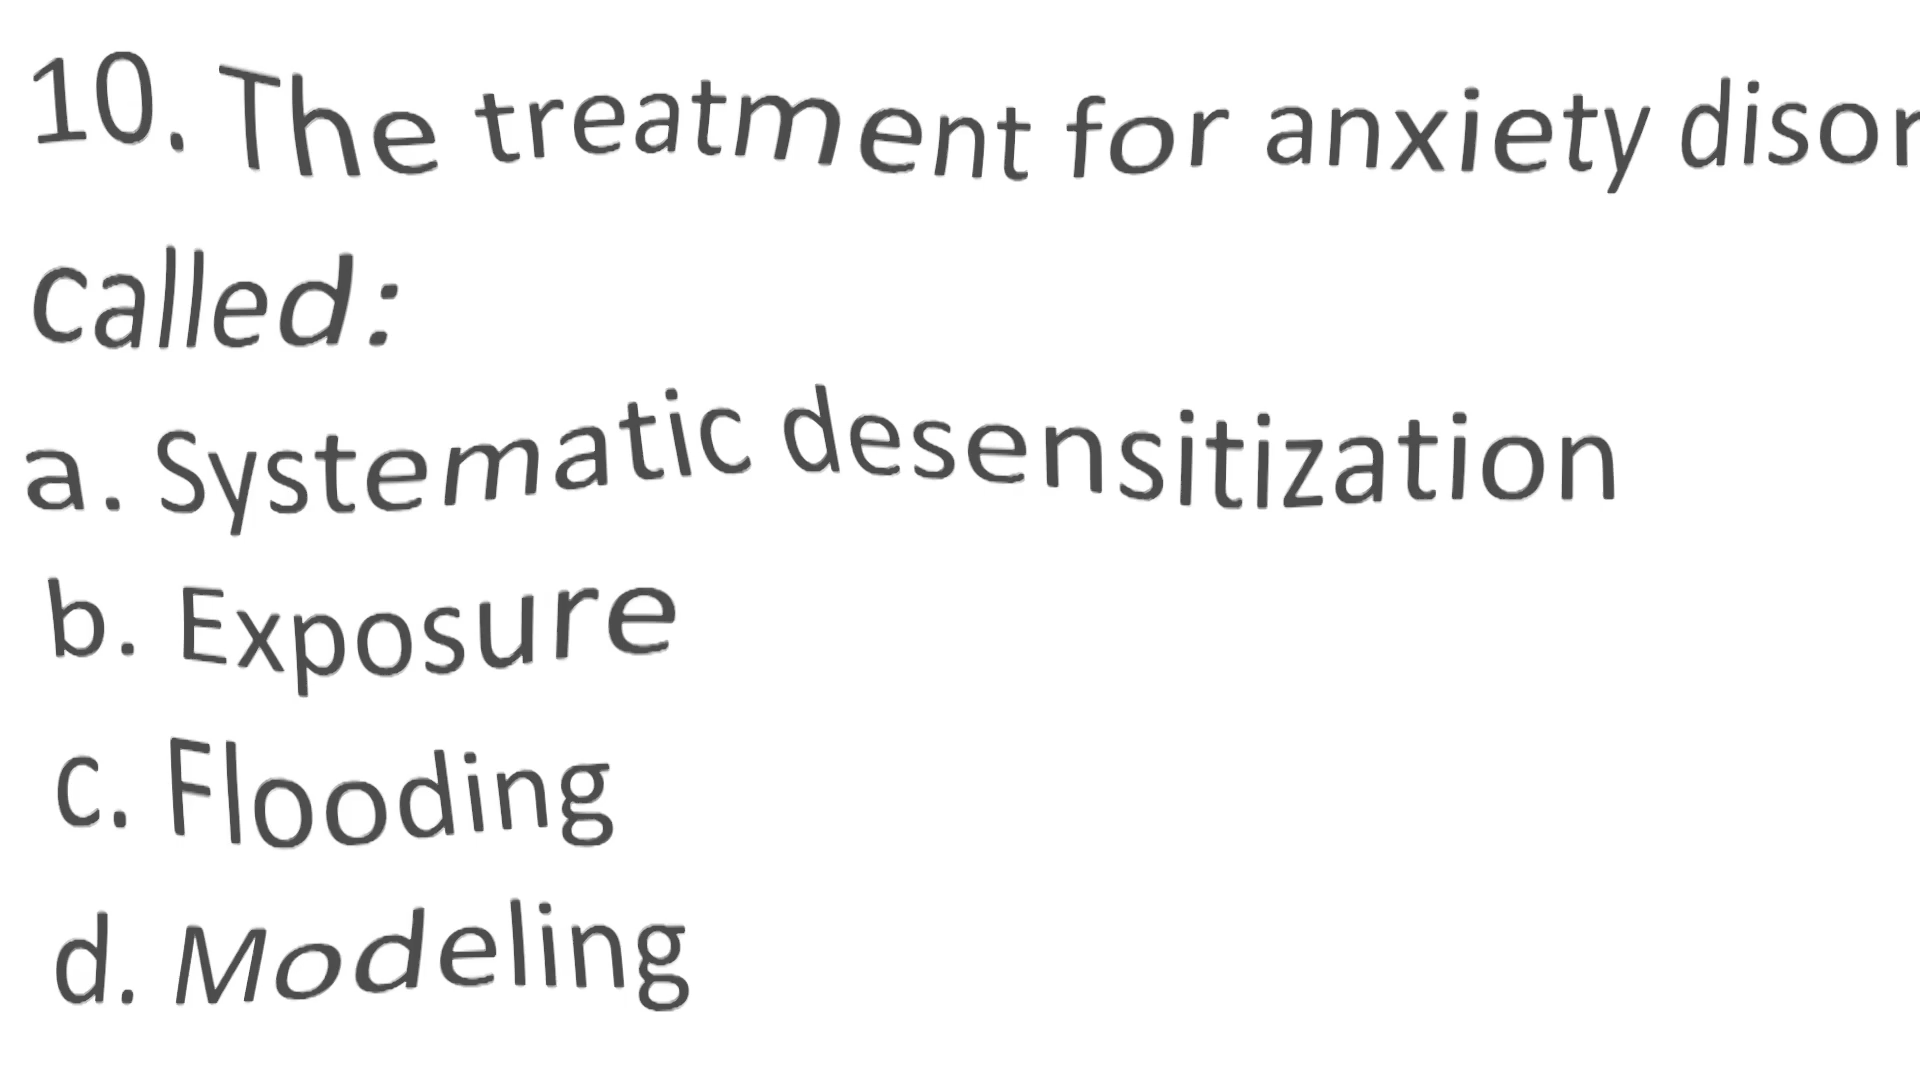 10. The treatment for anxiety disor
called:
a. Systematic desensitization
b. Exposure
c. Flooding
d. Modeling